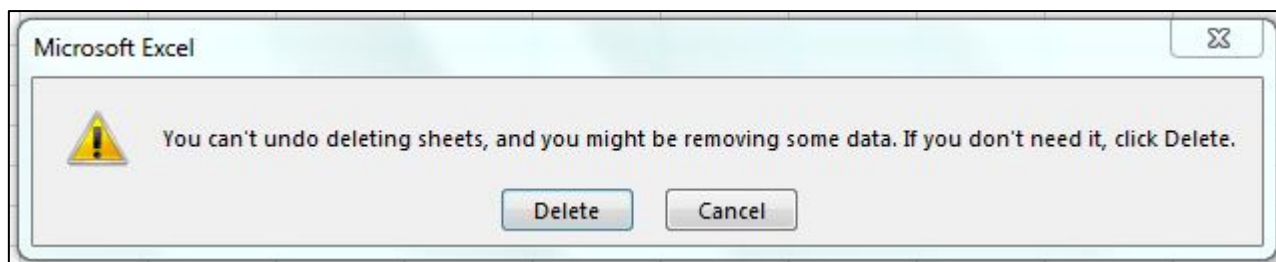 Microsoft Excel
You can't undo deleting sheets, and you might be removing some data. If you don't need it, click Delete.
Delete
Cancel